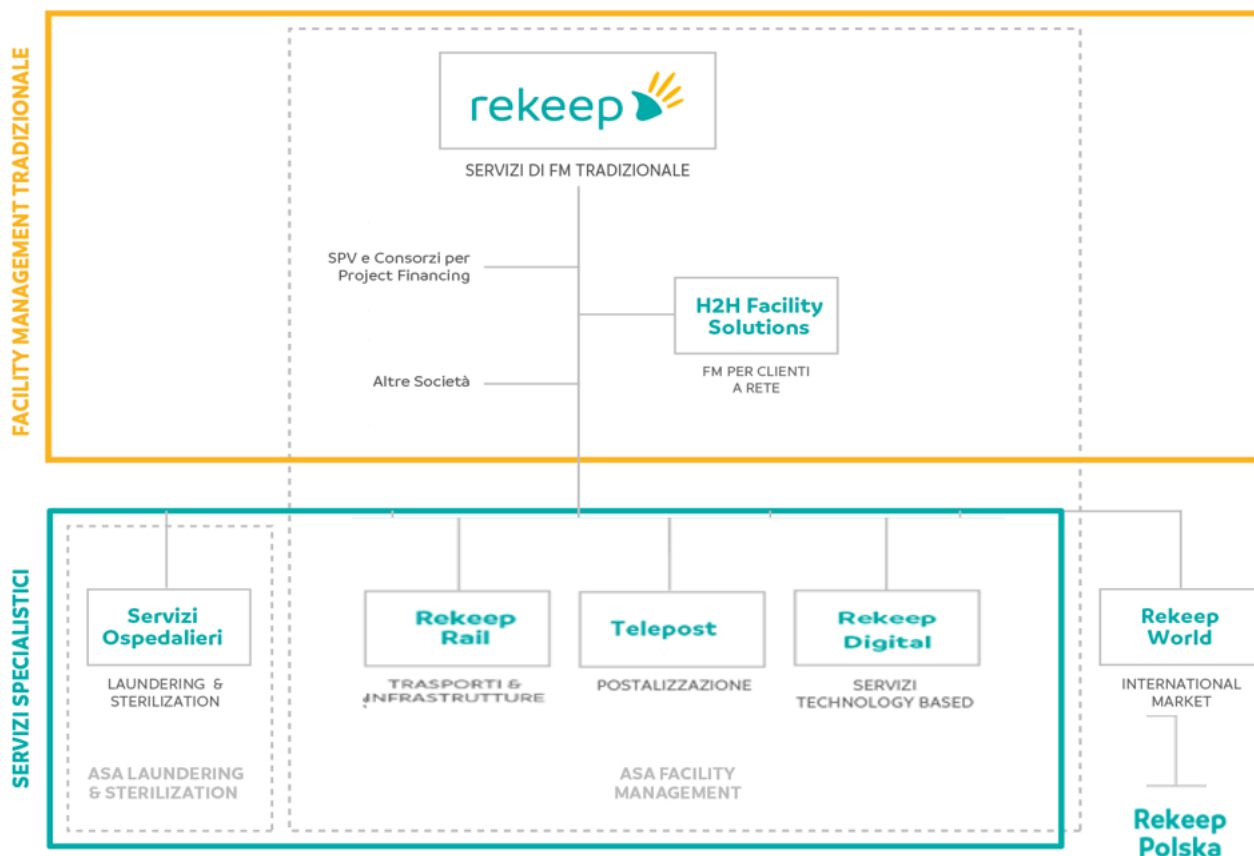 FACILITY MANAGEMENT TRADIZIONALE
rekeep
SERVIZI DI FM TRADIZIONALE
SPV e Consorzi per
Project Financing
H2H Facility
Solutions
FM PER CLIENTI
A RETE
Altre Società
SERVIZI SPECIALISTICI
Servizi
Ospedalieri
LAUNDERING &
STERILIZATION
ASA LAUNDERING
& STERILIZATION
Rekeep
Rail
TRASPORTI &
INFRASTRUTTURE
Telepost
POSTALIZZAZIONE
Rekeep
Digital
SERVIZI
TECHNOLOGY BASED
ASA FACILITY
MANAGEMENT
Rekeep
World
INTERNATIONAL
MARKET
Rekeep
Polska